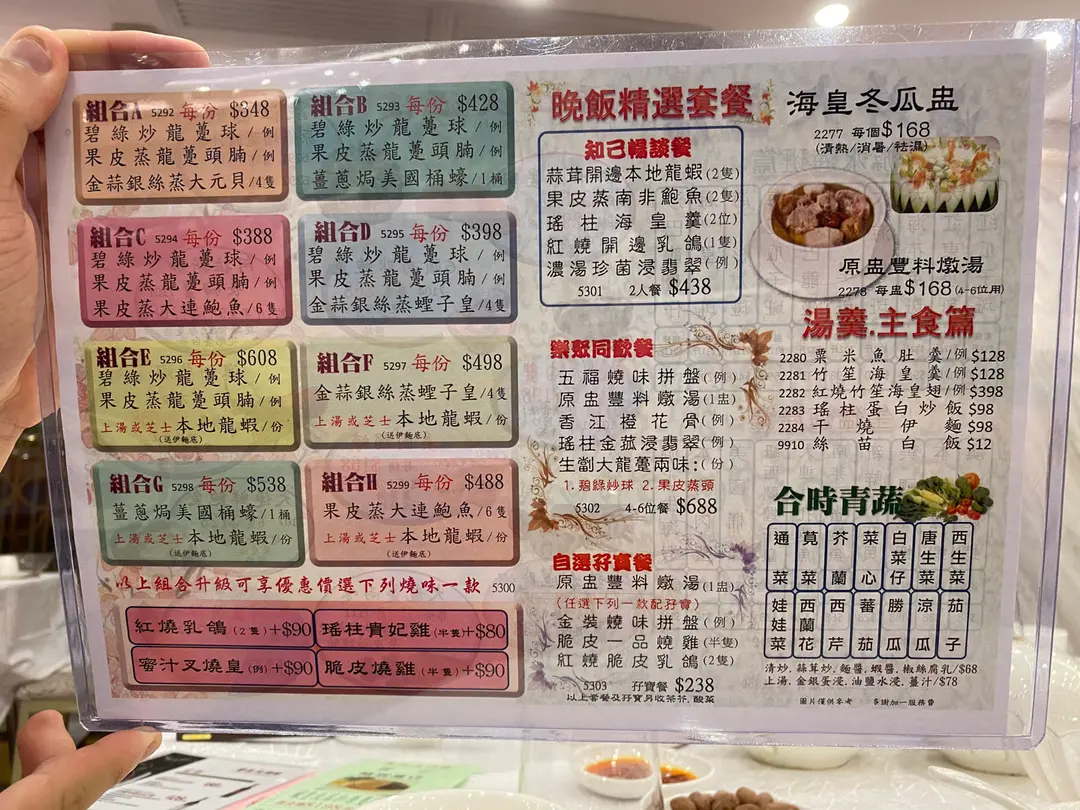 組合A 5292 每份 $348
碧綠炒龍躉球/例
果皮蒸龍躉頭腩/例
金蒜銀絲蒸大元貝/4隻
組合B 5293 每份 $428
碧綠炒龍躉球/例
果皮蒸龍躉頭腩/例
薑蔥焗美國桶蠔/1桶
組合C 5294 每份 $388
碧綠炒龍躉球/例
果皮蒸龍躉頭腩/例
果皮蒸大連鮑魚/6隻
組合D 5295 每份 $398
碧綠炒龍躉球/例
果皮蒸龍躉頭腩/例
金蒜銀絲蒸蟶子皇/4隻
組合E 5296 每份 $608
碧綠炒龍躉球/例
果皮蒸龍躉頭腩/例
上湯或芝士本地龍蝦/份
(送伊麵底)
組合F 5297 每份 $498
金蒜銀絲蒸蟶子皇/4隻
上湯或芝士本地龍蝦/份
(送伊麵底)
組合G 5298 每份 $538
薑蔥焗美國桶蠔/1桶
上湯或芝士本地龍蝦/份
(送伊麵底)
組合H 5299 每份 $488
果皮蒸大連鮑魚/6隻
上湯或芝士本地龍蝦/份
(送伊麵底)
以上組合升級可享優惠價選下列燒味一款 5300
紅燒乳鴿(2隻)+$90
瑤柱貴妃雞(半隻)+$80
蜜汁叉燒皇(例)+$90
脆皮燒雞(半隻)+$90
晚飯精選套餐
知己暢談餐
蒜茸開邊本地龍蝦(2隻)
果皮蒸南非鮑魚(2隻)
瑤柱海皇羹(2位)
紅燒開邊乳鴿(1隻)
濃湯珍菌浸翡翠(例)
5301 2人餐 $438
樂聚同歡餐
五福燒味拼盤(例)
原盅豐料燉湯(1盅)
香江橙花骨(例)
瑤柱金菰浸翡翠(例)
生劏大龍躉兩味:(份)
1. 碧綠炒球 2. 果皮蒸頭
5302 4-6位餐 $688
自選孖寶餐
原盅豐料燉湯(1盅)
(任選下列一款配孖寶)
金裝燒味拼盤(例)
脆皮一品燒雞(半隻)
紅燒脆皮乳鴿(2隻)
5303 孖寶餐 $238
以上套餐及孖寶另收茶芥, 酸菜
海皇冬瓜盅
2277 每個$168
(清熱/消暑/袪濕)
原盅豐料燉湯
2278 每盅$168(4-6位用)
湯羹.主食篇
2280 粟米魚肚羹/例 $128
2281 竹笙海皇羹/例 $128
2282 紅燒竹笙海皇翅/例 $398
2283 瑤柱蛋白炒飯 $98
2284 干燒伊麵 $98
9910 絲苗白飯 $12
合時青蔬
通菜 莧菜 芥蘭 菜心 白菜仔 唐生菜 西生菜
娃娃菜 西蘭花 西芹 蕃茄 勝瓜 涼瓜 茄子
清炒. 蒜茸炒. 麵醬. 蝦醬. 椒絲腐乳/$68
上湯. 金銀蛋浸. 油鹽水浸. 薑汁/$78
圖片僅供參考 多謝加一服務費